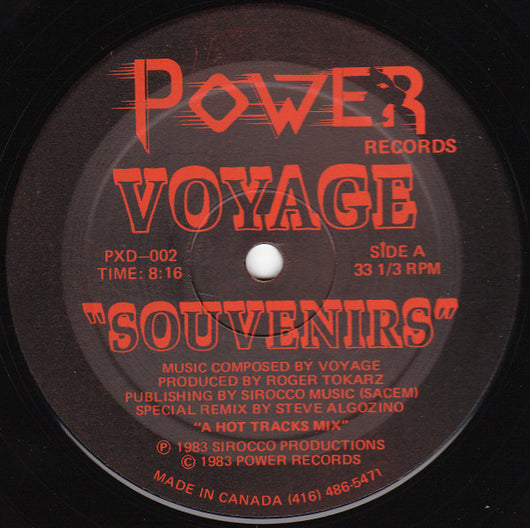 POWER
RECORDS
VOYAGE
PXD-002
TIME: 8:16
SIDE A
33 1/3 RPM
"SOUVENIRS"
MUSIC COMPOSED BY VOYAGE
PRODUCED BY ROGER TOKARZ
PUBLISHING BY SIROCCO MUSIC (SACEM)
SPECIAL REMIX BY STEVE ALGOZINO
"A HOT TRACKS MIX"
Ⓟ 1983 SIROCCO PRODUCTIONS
© 1983 POWER RECORDS
MADE IN CANADA (416) 486-5471